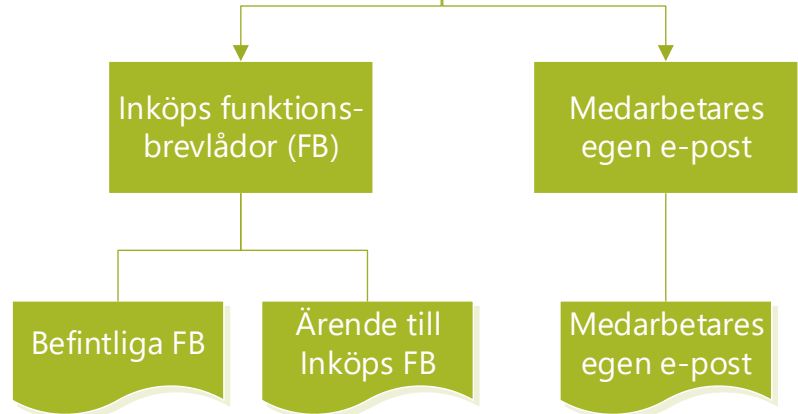 Inköps funktions-
brevlådor (FB)
Medarbetares
egen e-post
Befintliga FB
Ärende till
Inköps FB
Medarbetares
egen e-post